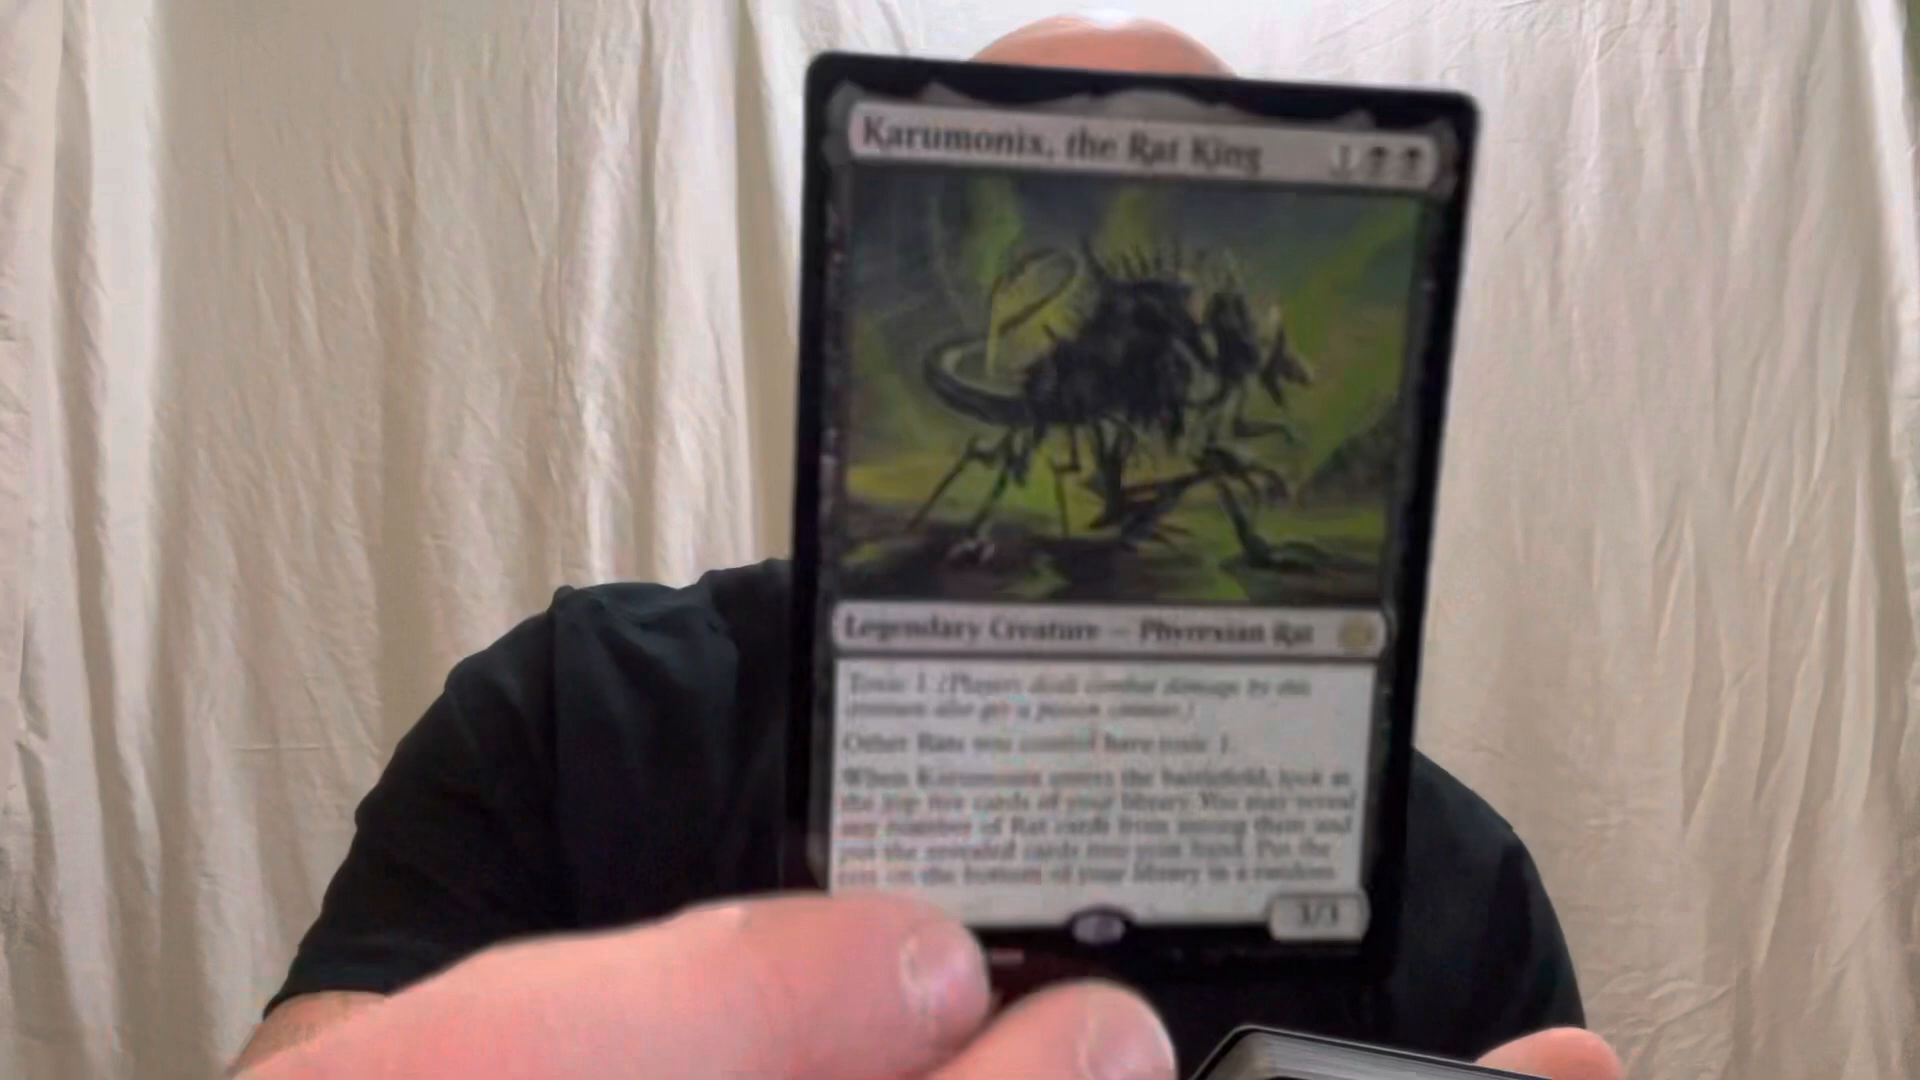 Karumonix, the Rat King 1
Legendary Creature — Phyrexian Rat
Toxic 1 (Players dealt combat damage by this
creature also get a poison counter.)
Other Rats you control have toxic 1.
When Karumonix enters the battlefield, look at
the top five cards of your library. You may reveal
any number of Rat cards from among them and
put the revealed cards into your hand. Put the
rest on the bottom of your library in a random
3/3